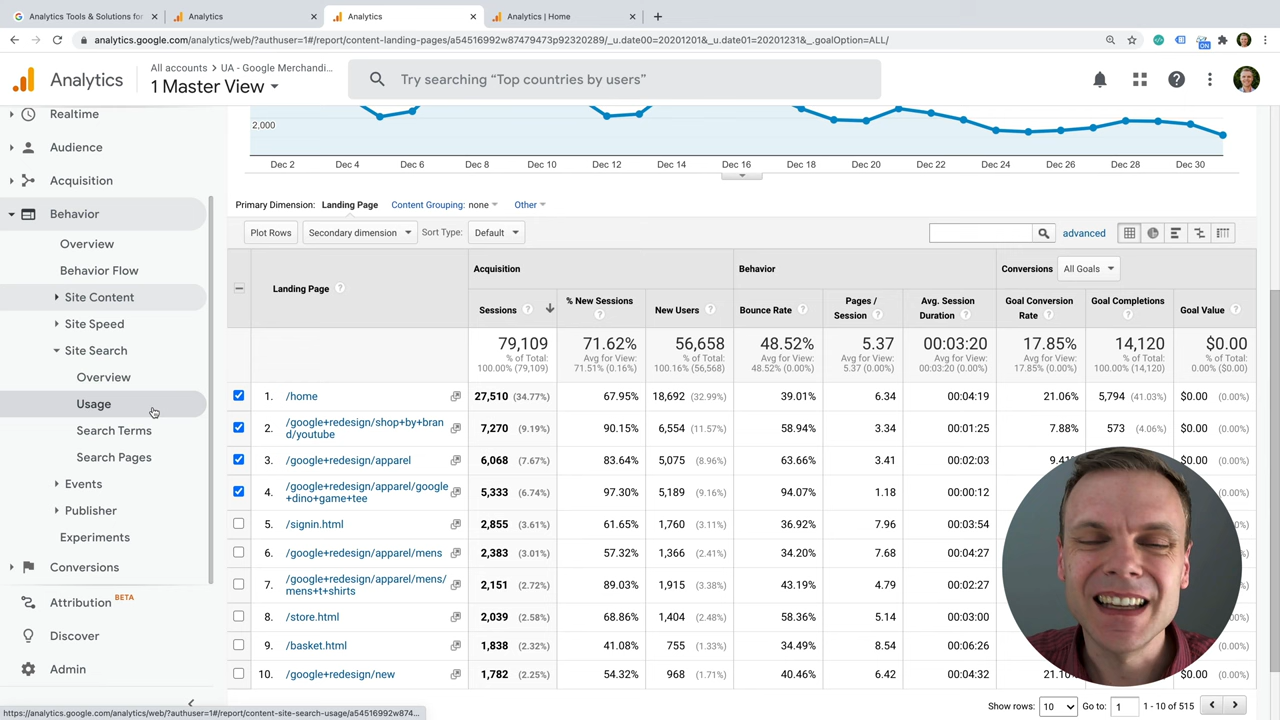 Analytics Tools & Solutions for
Analytics
Analytics
Analytics | Home
analytics.google.com/analytics/web/?authuser=1#/report/content-landing-pages/a54516992w87479473p92320289/_u.date00=20201201&_u.date01=20201231&_.goalOption=ALL/
ON
Analytics
All accounts > UA - Google Merchandi...
1 Master View
Try searching “Top countries by users”
Realtime
Audience
Acquisition
Behavior
Overview
Behavior Flow
Site Content
Site Speed
Site Search
Overview
Usage
Search Terms
Search Pages
Events
Publisher
Experiments
Conversions
Attribution BETA
Discover
Admin
2,000
Dec 2 Dec 4 Dec 6 Dec 8 Dec 10 Dec 12 Dec 14 Dec 16 Dec 18 Dec 20 Dec 22 Dec 24 Dec 26 Dec 28 Dec 30
Primary Dimension: Landing Page Content Grouping: none Other
Plot Rows Secondary dimension Sort Type: Default advanced
Landing Page Acquisition Behavior Conversions All Goals
Sessions % New Sessions New Users Bounce Rate Pages / Session Avg. Session Duration Goal Conversion Rate Goal Completions Goal Value
79,109 71.62% 56,658 48.52% 5.37 00:03:20 17.85% 14,120 $0.00
% of Total: 100.00% (79,109) Avg for View: 71.51% (0.16%) % of Total: 100.16% (56,568) Avg for View: 48.52% (0.00%) Avg for View: 5.37 (0.00%) Avg for View: 00:03:20 (0.00%) Avg for View: 17.85% (0.00%) % of Total: 100.00% (14,120) % of Total: 0.00% ($0.00)
1. /home 27,510 (34.77%) 67.95% 18,692 (32.99%) 39.01% 6.34 00:04:19 21.06% 5,794 (41.03%) $0.00 (0.00%)
2. /google+redesign/shop+by+brand/youtube 7,270 (9.19%) 90.15% 6,554 (11.57%) 58.94% 3.34 00:01:25 7.88% 573 (4.06%) $0.00 (0.00%)
3. /google+redesign/apparel 6,068 (7.67%) 83.64% 5,075 (8.96%) 63.66% 3.41 00:02:03 $0.00 (0.00%)
4. /google+redesign/apparel/google+dino+game+tee 5,333 (6.74%) 97.30% 5,189 (9.16%) 94.07% 1.18 00:00:12 (0.00%)
5. /signin.html 2,855 (3.61%) 61.65% 1,760 (3.11%) 36.92% 7.96 00:03:54 (0.00%)
6. /google+redesign/apparel/mens 2,383 (3.01%) 57.32% 1,366 (2.41%) 34.20% 7.68 00:04:27 (0.00%)
7. /google+redesign/apparel/mens/mens+t+shirts 2,151 (2.72%) 89.03% 1,915 (3.38%) 43.19% 4.79 00:02:27 (0.00%)
8. /store.html 2,039 (2.58%) 68.86% 1,404 (2.48%) 58.36% 5.14 00:03:00 (0.00%)
9. /basket.html 1,838 (2.32%) 41.08% 755 (1.33%) 34.49% 8.54 00:06:26 (0.00%)
10. /google+redesign/new 1,782 (2.25%) 54.32% 968 (1.71%) 40.46% 6.42 00:04:32 $0.00 (0.00%)
Show rows: 10 Go to: 1 1 - 10 of 515
https://analytics.google.com/analytics/web/?authuser=1#/report/content-site-search-usage/a54516992w874...